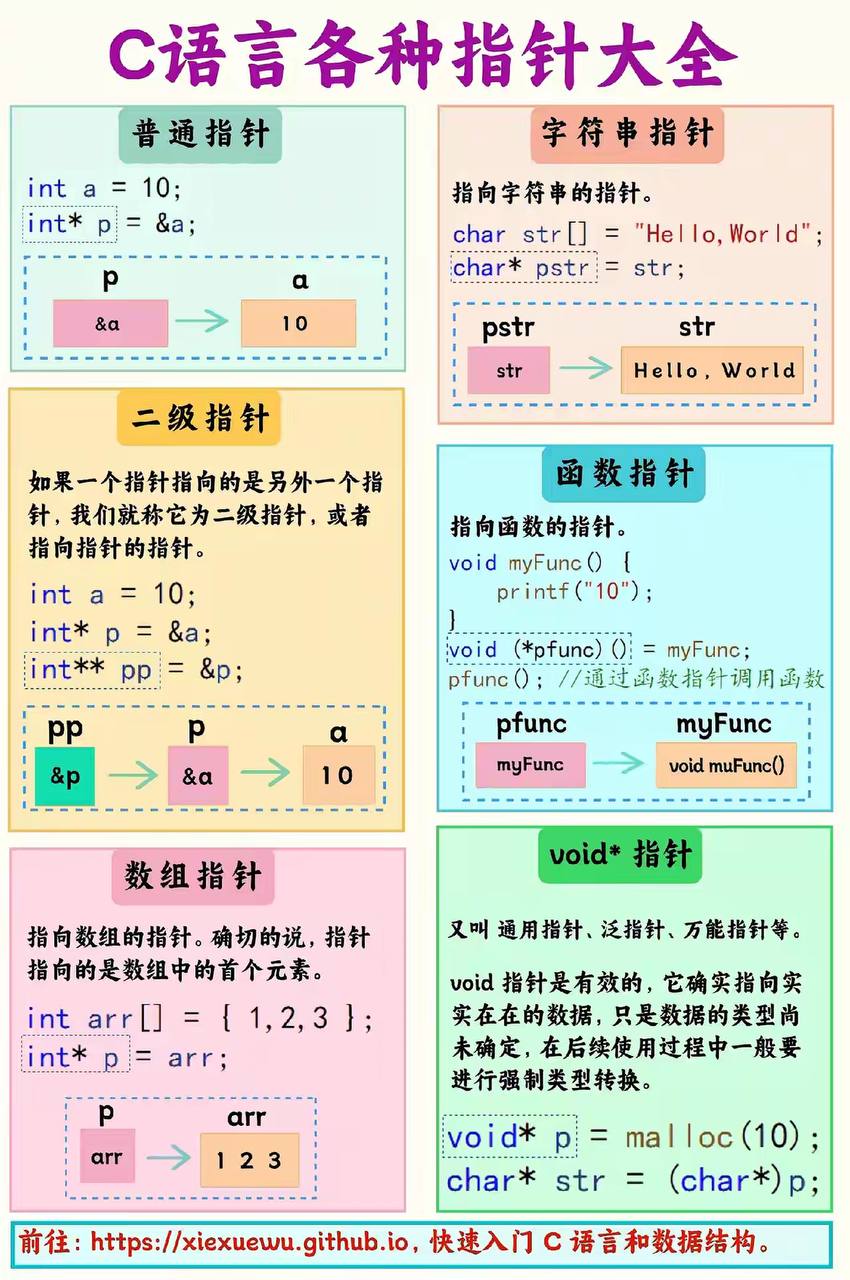 C语言各种指针大全
普通指针
int a = 10;
int* p = &a;
p
a
&a
10
二级指针
如果一个指针指向的是另外一个指
针，我们就称它为二级指针，或者
指向指针的指针。
int a = 10;
int* p = &a;
int** pp = &p;
pp
p
a
&p
&a
10
数组指针
指向数组的指针。确切的说，指针
指向的是数组中的首个元素。
int arr[] = { 1,2,3 };
int* p = arr;
p
arr
arr
1 2 3
字符串指针
指向字符串的指针。
char str[] = "Hello,World";
char* pstr = str;
pstr
str
str
Hello, World
函数指针
指向函数的指针。
void myFunc() {
printf("10");
}
void (*pfunc)() = myFunc;
pfunc(); //通过函数指针调用函数
pfunc
myFunc
myFunc
void muFunc()
void* 指针
又叫 通用指针、泛指针、万能指针等。
void 指针是有效的，它确实指向实
实在在的数据，只是数据的类型尚
未确定，在后续使用过程中一般要
进行强制类型转换。
void* p = malloc(10);
char* str = (char*)p;
前往：https://xiexuewu.github.io，快速入门 C 语言和数据结构。